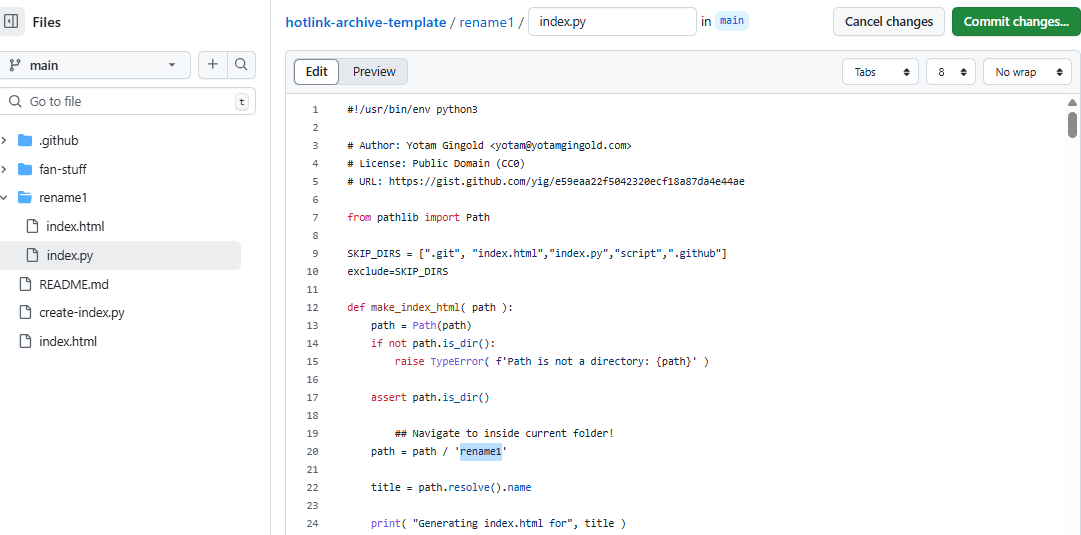 Files
hotlink-archive-template / rename1 / index.py in main
Cancel changes
Commit changes...
main
Go to file
t
.github
fan-stuff
rename1
index.html
index.py
README.md
create-index.py
index.html
Edit
Preview
Tabs
8
No wrap
1 #!/usr/bin/env python3
2
3 # Author: Yotam Gingold <yotam@yotamgingold.com>
4 # License: Public Domain (CC0)
5 # URL: https://gist.github.com/yig/e59eaa22f5042320ecf18a87da4e44ae
6
7 from pathlib import Path
8
9 SKIP_DIRS = [".git", "index.html","index.py","script",".github"]
10 exclude=SKIP_DIRS
11
12 def make_index_html( path ):
13     path = Path(path)
14     if not path.is_dir():
15         raise TypeError( f'Path is not a directory: {path}' )
16
17     assert path.is_dir()
18
19         ## Navigate to inside current folder!
20     path = path / 'rename1'
21
22     title = path.resolve().name
23
24     print( "Generating index.html for", title )